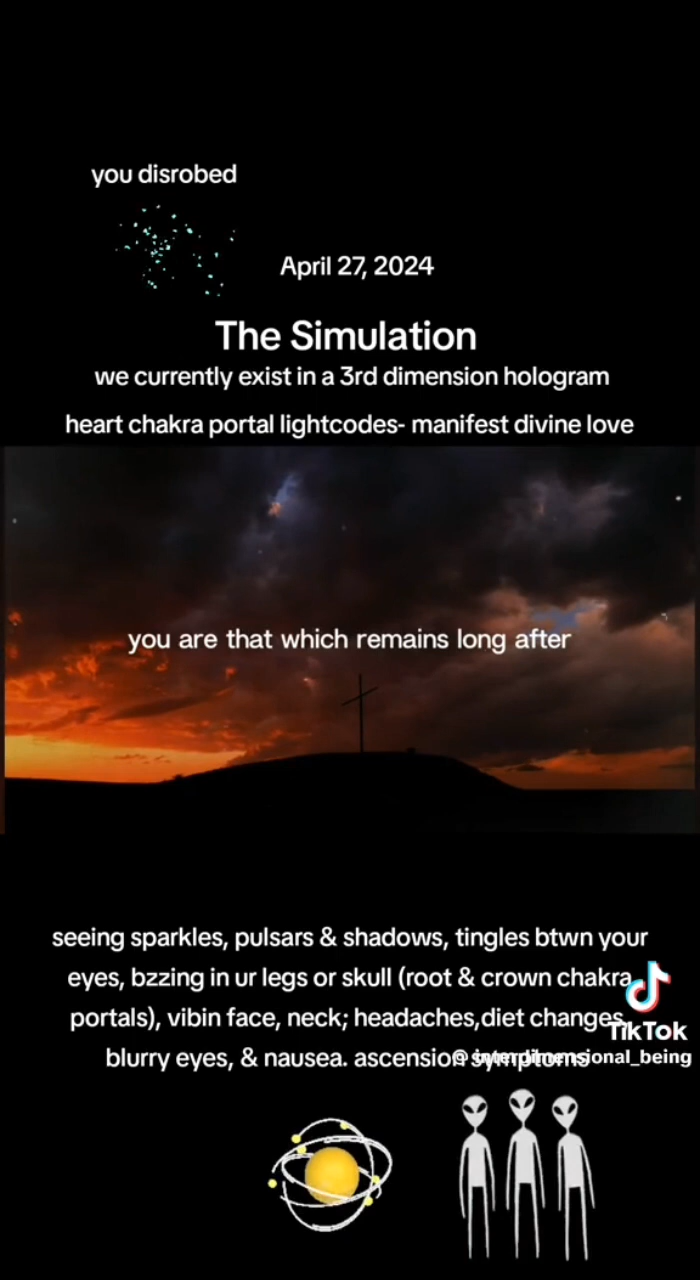 you disrobed
April 27, 2024
The Simulation
we currently exist in a 3rd dimension hologram
heart chakra portal lightcodes- manifest divine love
you are that which remains long after
seeing sparkles, pulsars & shadows, tingles btwn your
eyes, bzzing in ur legs or skull (root & crown chakra
portals), vibin face, neck; headaches,diet changes,
TikTok
blurry eyes, & nausea. ascension symptoms
@interdimensional_being